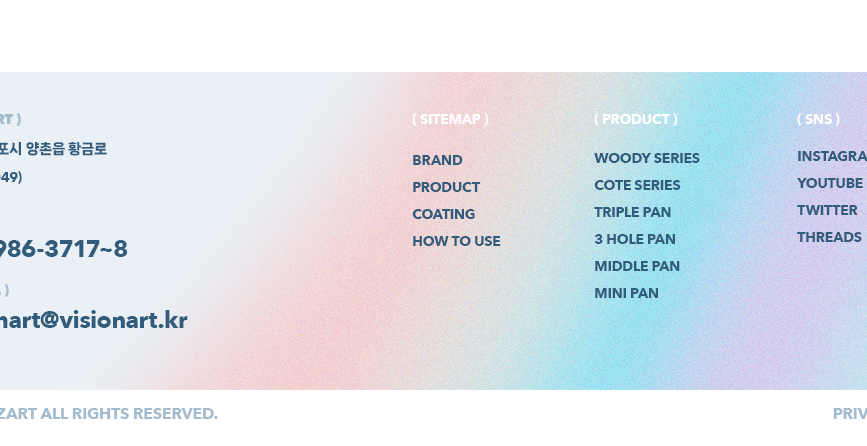 RT )
포시 양촌읍 황금로
049)
986-3717~8
. )
nart@visionart.kr
( SITEMAP )
BRAND
PRODUCT
COATING
HOW TO USE
( PRODUCT )
WOODY SERIES
COTE SERIES
TRIPLE PAN
3 HOLE PAN
MIDDLE PAN
MINI PAN
( SNS )
INSTAGRA
YOUTUBE
TWITTER
THREADS
ZART ALL RIGHTS RESERVED.
PRIV